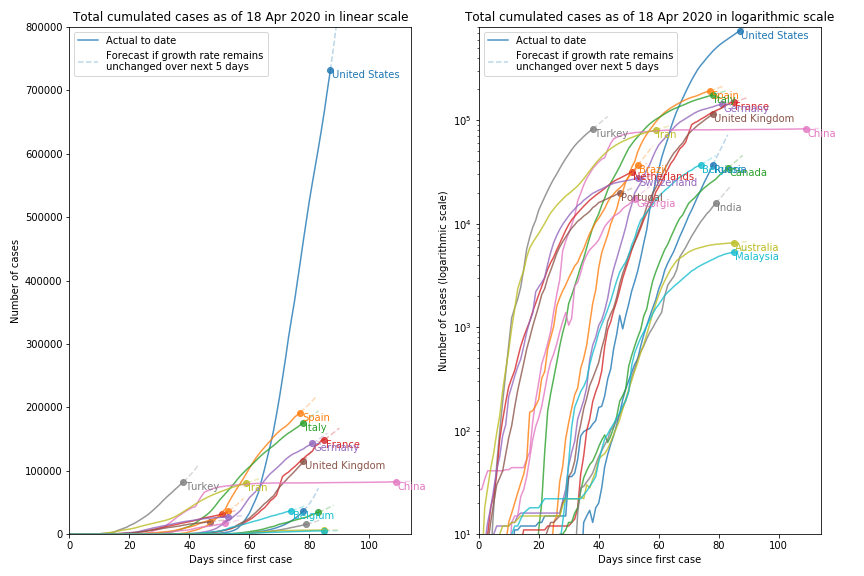 Total cumulated cases as of 18 Apr 2020 in linear scale
Actual to date
Forecast if growth rate remains
unchanged over next 5 days
800000
700000
600000
500000
400000
300000
200000
100000
0
Number of cases
United States
Spain
Italy
France
Germany
United Kingdom
Turkey
Iran
China
Belgium
0
20
40
60
80
100
Days since first case
Total cumulated cases as of 18 Apr 2020 in logarithmic scale
Actual to date
Forecast if growth rate remains
unchanged over next 5 days
10⁵
10⁴
10³
10²
10¹
Number of cases (logarithmic scale)
United States
Spain
Italy
France
Germany
United Kingdom
Turkey
Iran
China
Brazil
Netherlands
Switzerland
Russia
Canada
Portugal
Georgia
India
Australia
Malaysia
0
20
40
60
80
100
Days since first case